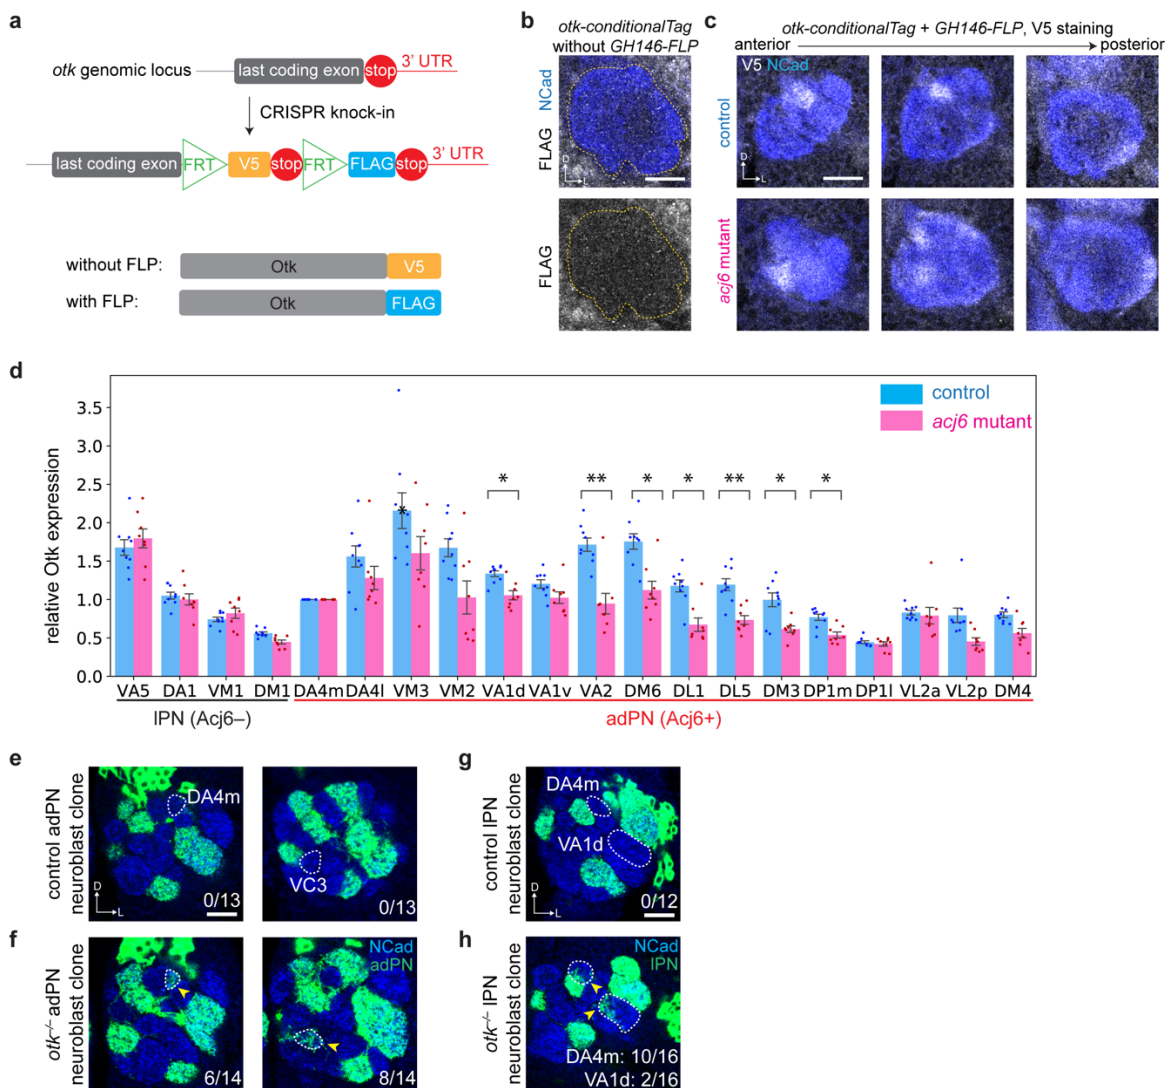 a
otk genomic locus
last coding exon
stop
3' UTR
CRISPR knock-in
last coding exon
FRT
V5
stop
FRT
FLAG
stop
3' UTR
without FLP:
Otk
V5
with FLP:
Otk
FLAG
b
otk-conditionalTag
without GH146-FLP
FLAG NCad
D
L
FLAG
c
otk-conditionalTag + GH146-FLP, V5 staining
anterior
posterior
V5 NCad
control
D
L
acj6 mutant
d
control
acj6 mutant
relative Otk expression
3.5
3.0
2.5
2.0
1.5
1.0
0.5
0.0
*
*
**
*
*
**
*
*
VA5 DA1 VM1 DM1 DA4m DA4l VM3 VM2 VA1d VA1v VA2 DM6 DL1 DL5 DM3 DP1m DP1l VL2a VL2p DM4
lPN (Acj6–)
adPN (Acj6+)
e
control adPN
neuroblast clone
DA4m
D
L
0/13
VC3
0/13
f
otk–/– adPN
neuroblast clone
6/14
NCad
adPN
8/14
g
control lPN
neuroblast clone
DA4m
VA1d
D
L
0/12
h
otk–/– lPN
neuroblast clone
NCad
lPN
DA4m: 10/16
VA1d: 2/16